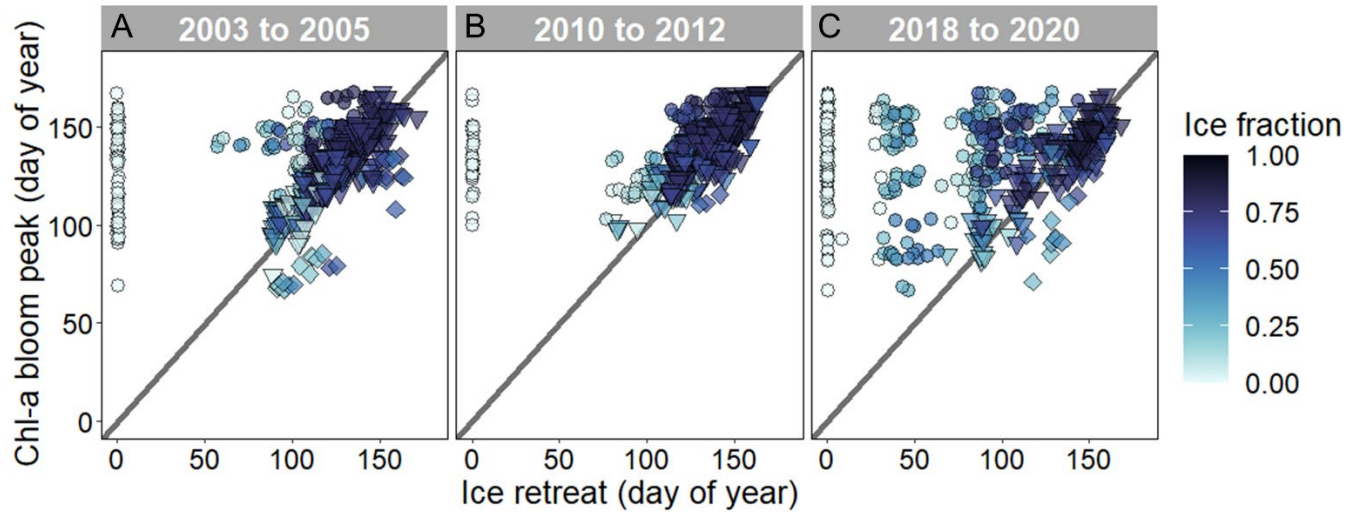 A 2003 to 2005
B 2010 to 2012
C 2018 to 2020
Chl-a bloom peak (day of year)
150
100
50
0
0 50 100 150
0 50 100 150
0 50 100 150
Ice retreat (day of year)
Ice fraction
1.00
0.75
0.50
0.25
0.00